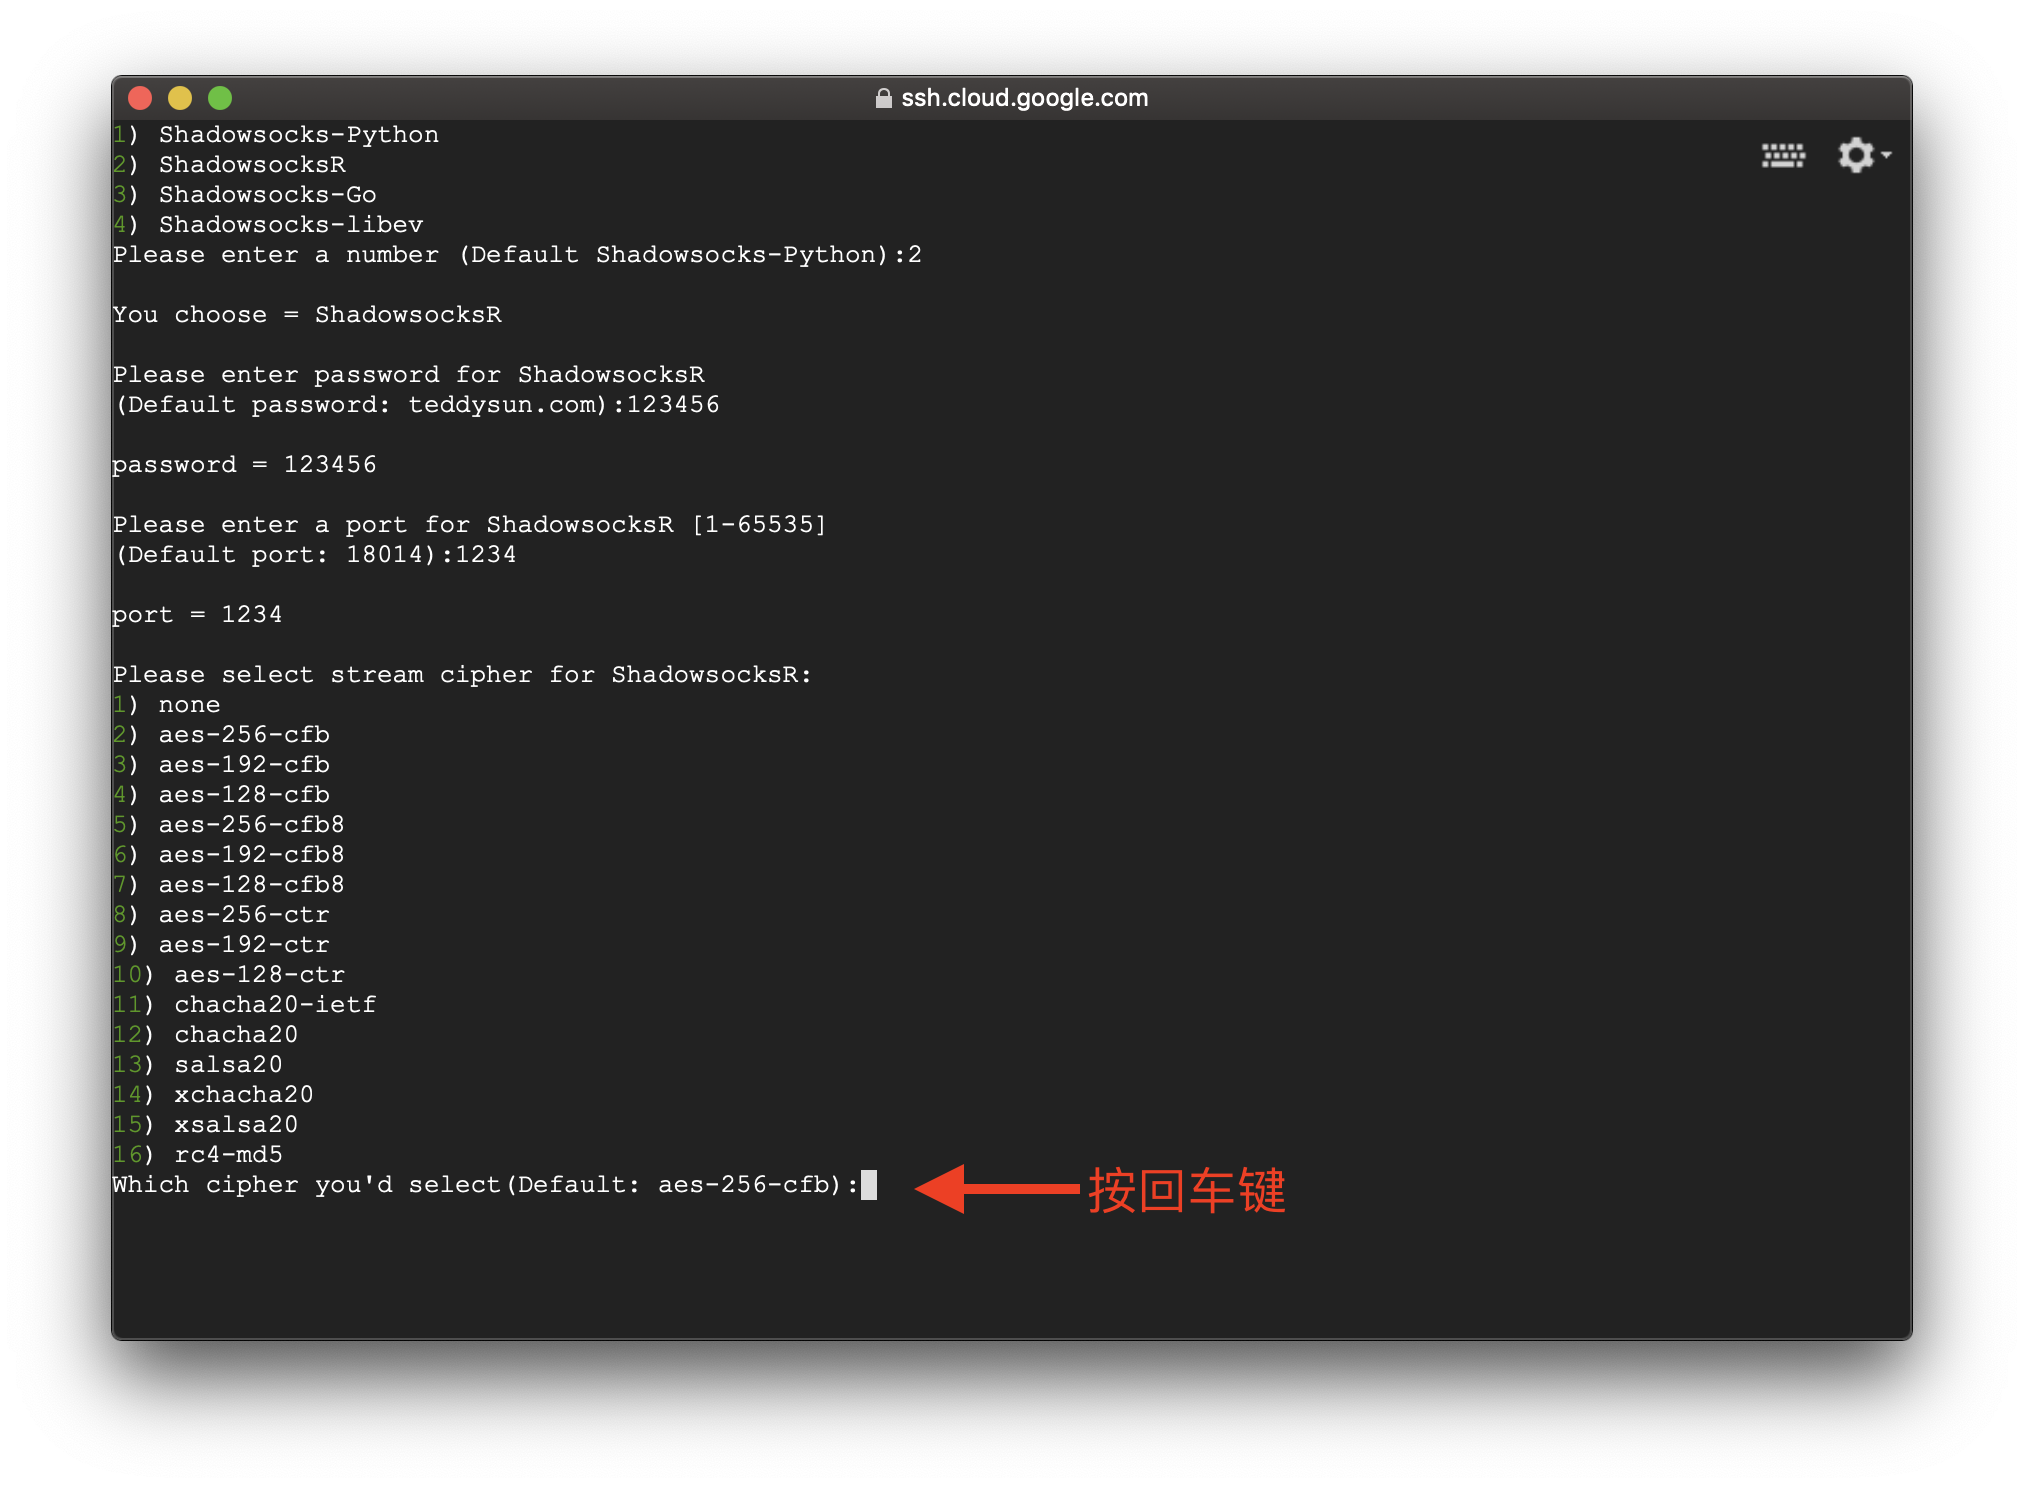 ssh.cloud.google.com
1) Shadowsocks-Python
2) ShadowsocksR
3) Shadowsocks-Go
4) Shadowsocks-libev
Please enter a number (Default Shadowsocks-Python):2
You choose = ShadowsocksR
Please enter password for ShadowsocksR
(Default password: teddysun.com):123456
password = 123456
Please enter a port for ShadowsocksR [1-65535]
(Default port: 18014):1234
port = 1234
Please select stream cipher for ShadowsocksR:
1) none
2) aes-256-cfb
3) aes-192-cfb
4) aes-128-cfb
5) aes-256-cfb8
6) aes-192-cfb8
7) aes-128-cfb8
8) aes-256-ctr
9) aes-192-ctr
10) aes-128-ctr
11) chacha20-ietf
12) chacha20
13) salsa20
14) xchacha20
15) xsalsa20
16) rc4-md5
Which cipher you'd select(Default: aes-256-cfb):
按回车键